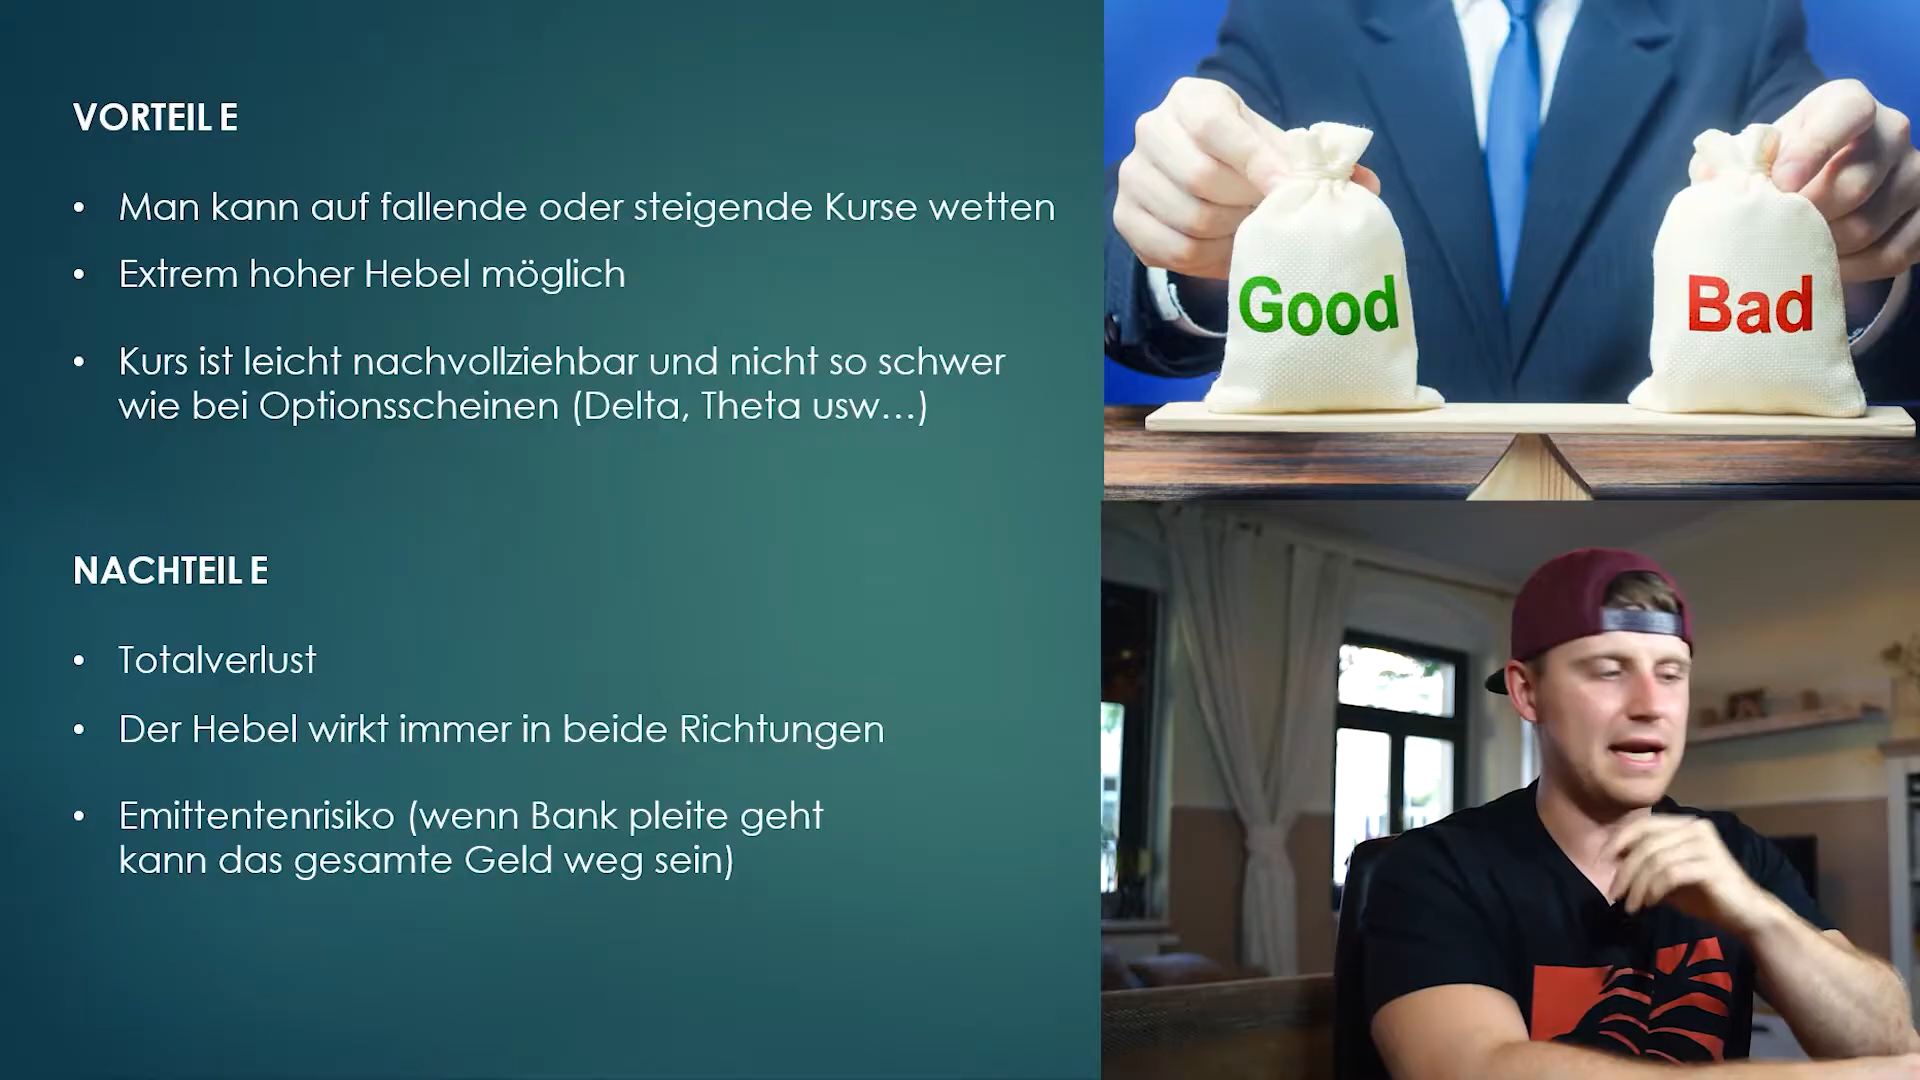 VORTEILE
• Man kann auf fallende oder steigende Kurse wetten
• Extrem hoher Hebel möglich
• Kurs ist leicht nachvollziehbar und nicht so schwer
wie bei Optionsscheinen (Delta, Theta usw...)
NACHTEILE
• Totalverlust
• Der Hebel wirkt immer in beide Richtungen
• Emittentenrisiko (wenn Bank pleite geht
kann das gesamte Geld weg sein)
Good
Bad